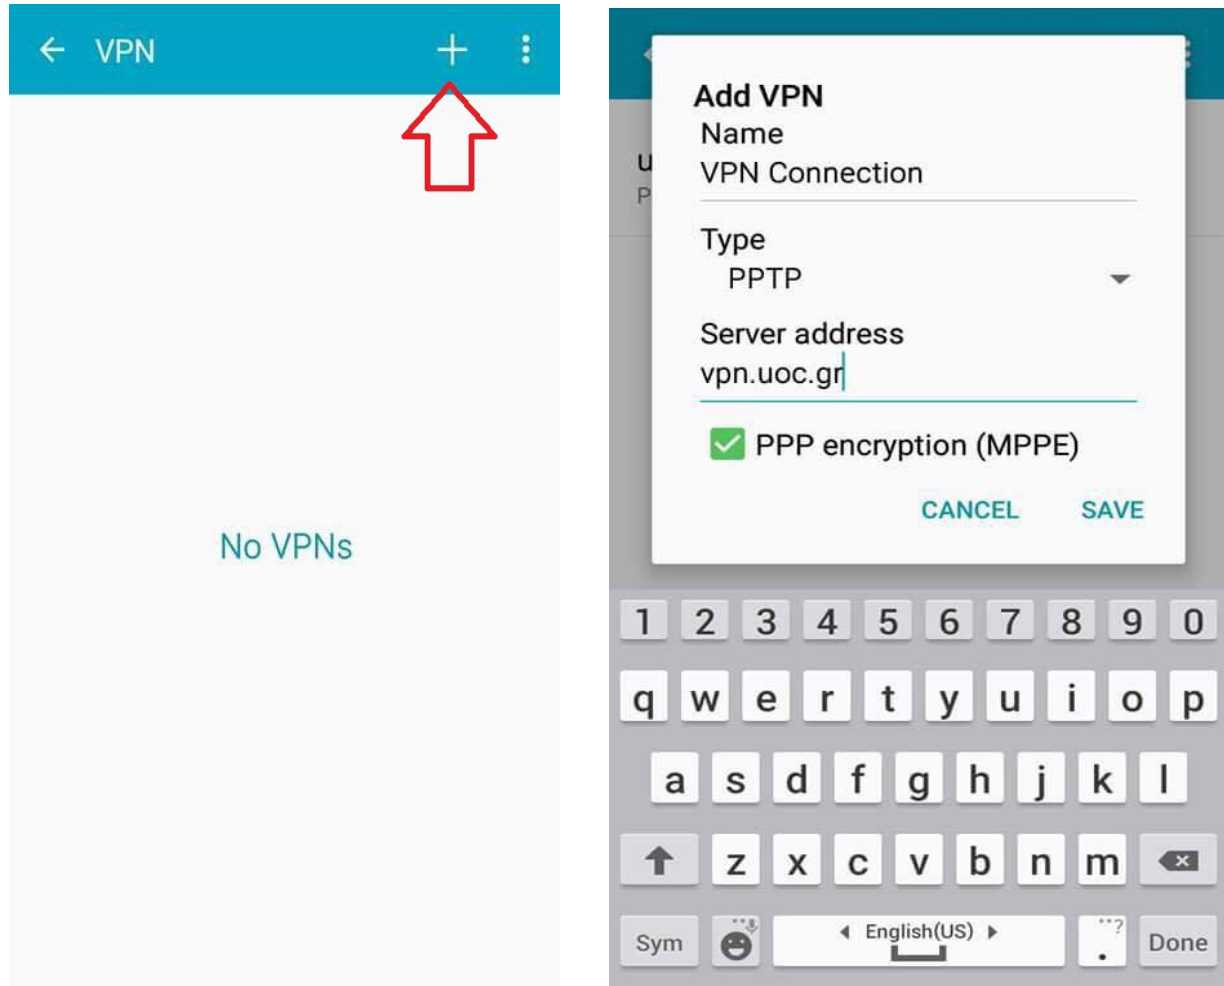 VPN
No VPNs
Add VPN
Name
VPN Connection
Type
PPTP
Server address
vpn.uoc.gr
PPP encryption (MPPE)
CANCEL SAVE
1 2 3 4 5 6 7 8 9 0
q w e r t y u i o p
a s d f g h j k l
z x c v b n m
Sym English(US) . ? Done